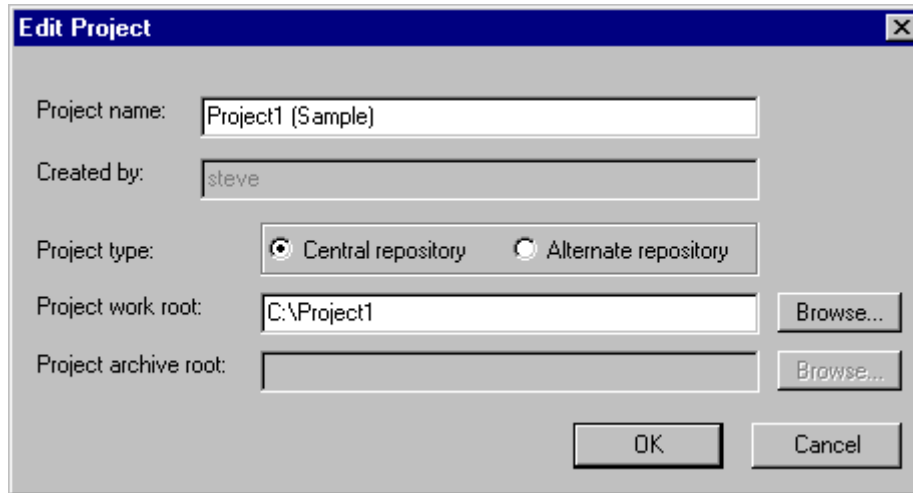 Edit Project
Project name: Project1 (Sample)
Created by: steve
Project type: Central repository Alternate repository
Project work root: C:\Project1 Browse...
Project archive root: Browse...
OK Cancel